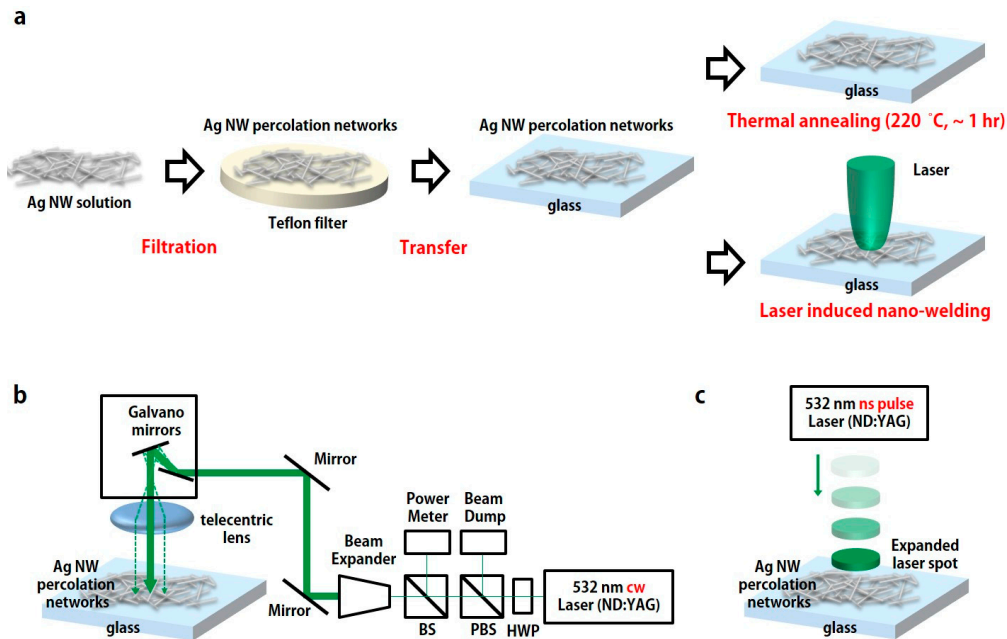 a
glass
Thermal annealing (220 °C, ~ 1 hr)
Ag NW percolation networks
Ag NW percolation networks
Ag NW solution
Teflon filter
glass
Filtration
Transfer
Laser
glass
Laser induced nano-welding
b
Galvano
mirrors
Mirror
telecentric
lens
Power
Meter
Beam
Dump
Beam
Expander
Ag NW
percolation
networks
glass
Mirror
BS
PBS
HWP
532 nm cw
Laser (ND:YAG)
c
532 nm ns pulse
Laser (ND:YAG)
Expanded
laser spot
Ag NW
percolation
networks
glass